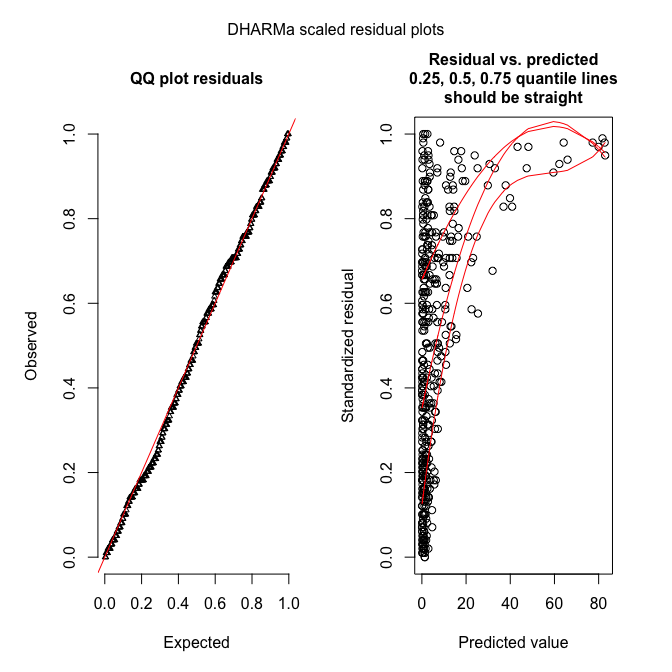 DHARMa scaled residual plots
QQ plot residuals
Residual vs. predicted
0.25, 0.5, 0.75 quantile lines
should be straight
Observed
1.0
0.8
0.6
0.4
0.2
0.0
0.0 0.2 0.4 0.6 0.8 1.0
Expected
Standardized residual
1.0
0.8
0.6
0.4
0.2
0.0
0 20 40 60 80
Predicted value